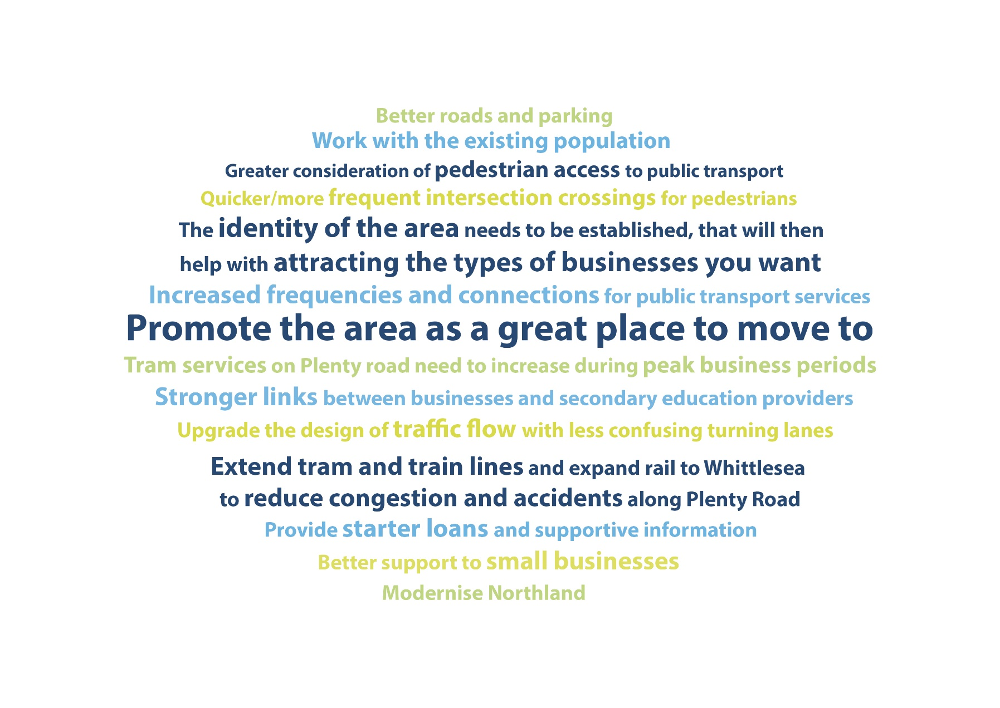 Better roads and parking
Work with the existing population
Greater consideration of pedestrian access to public transport
Quicker/more frequent intersection crossings for pedestrians
The identity of the area needs to be established, that will then
help with attracting the types of businesses you want
Increased frequencies and connections for public transport services
Promote the area as a great place to move to
Tram services on Plenty road need to increase during peak business periods
Stronger links between businesses and secondary education providers
Upgrade the design of traffic flow with less confusing turning lanes
Extend tram and train lines and expand rail to Whittlesea
to reduce congestion and accidents along Plenty Road
Provide starter loans and supportive information
Better support to small businesses
Modernise Northland